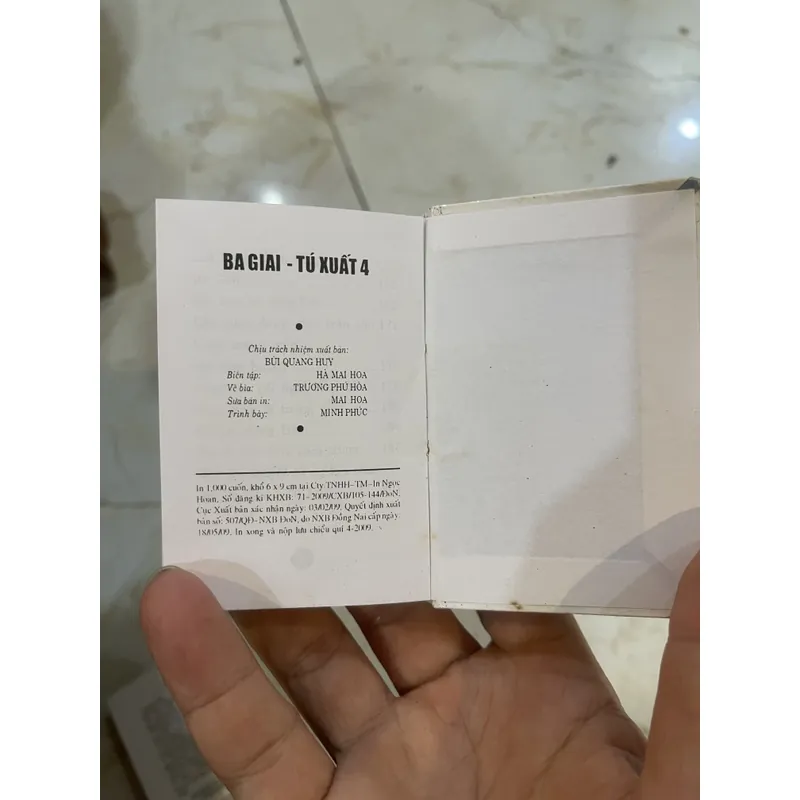 BA GIAI - TÚ XUẤT 4
Chịu trách nhiệm xuất bản:
BÙI QUANG HUY
Biên tập: HÀ MAI HOA
Vẽ bìa: TRƯƠNG PHÚ HÒA
Sửa bản in: MAI HOA
Trình bày: MINH PHÚC
In 1,000 cuốn, khổ 6 x 9 cm tại Cty TNHH-TM-In Ngọc
Hoan, Số đăng kí KHXB: 71-2009/CXB/105-144/ĐoN,
Cục Xuất bản xác nhận ngày: 03/02/09. Quyết định xuất
bản số: 507/QĐ-NXB ĐoN, do NXB Đồng Nai cấp ngày:
18/05/09. In xong và nộp lưu chiểu quí 4-2009.